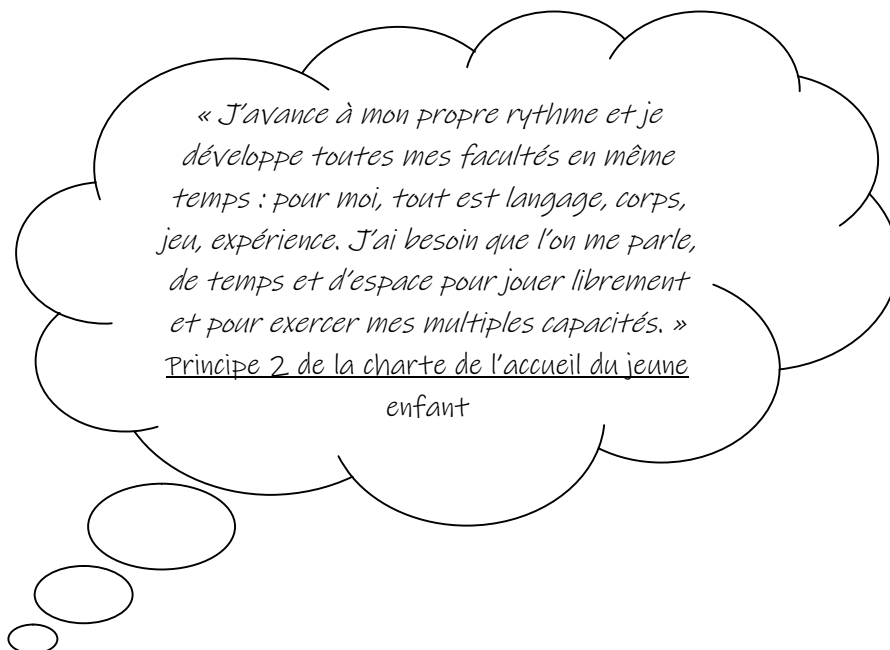 « J'avance à mon propre rythme et je
développe toutes mes facultés en même
temps : pour moi, tout est langage, corps,
jeu, expérience. J'ai besoin que l'on me parle,
de temps et d'espace pour jouer librement
et pour exercer mes multiples capacités. »
Principe 2 de la charte de l'accueil du jeune
enfant